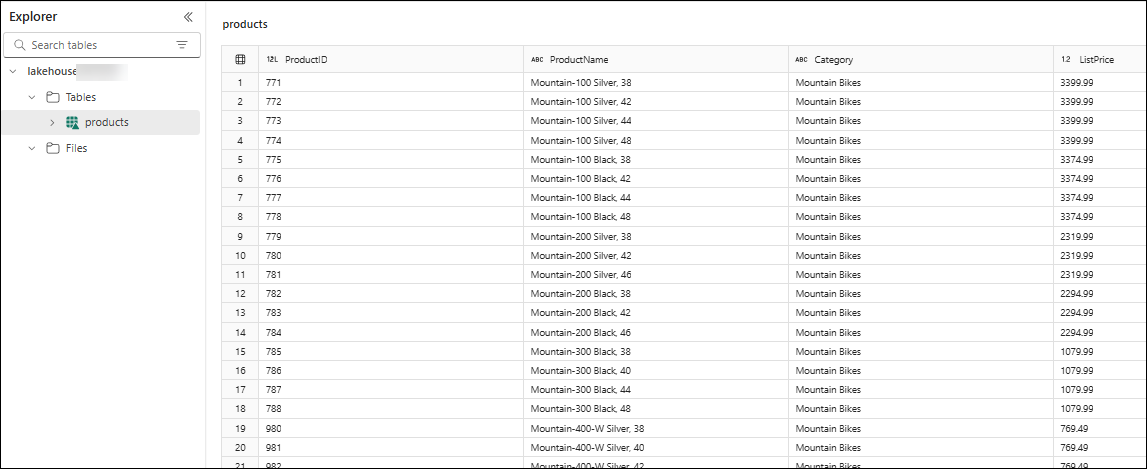 Explorer
Search tables
lakehouse
Tables
products
Files
products
12L ProductID ABC ProductName ABC Category 1.2 ListPrice
1 771 Mountain-100 Silver, 38 Mountain Bikes 3399.99
2 772 Mountain-100 Silver, 42 Mountain Bikes 3399.99
3 773 Mountain-100 Silver, 44 Mountain Bikes 3399.99
4 774 Mountain-100 Silver, 48 Mountain Bikes 3399.99
5 775 Mountain-100 Black, 38 Mountain Bikes 3374.99
6 776 Mountain-100 Black, 42 Mountain Bikes 3374.99
7 777 Mountain-100 Black, 44 Mountain Bikes 3374.99
8 778 Mountain-100 Black, 48 Mountain Bikes 3374.99
9 779 Mountain-200 Silver, 38 Mountain Bikes 2319.99
10 780 Mountain-200 Silver, 42 Mountain Bikes 2319.99
11 781 Mountain-200 Silver, 46 Mountain Bikes 2319.99
12 782 Mountain-200 Black, 38 Mountain Bikes 2294.99
13 783 Mountain-200 Black, 42 Mountain Bikes 2294.99
14 784 Mountain-200 Black, 46 Mountain Bikes 2294.99
15 785 Mountain-300 Black, 38 Mountain Bikes 1079.99
16 786 Mountain-300 Black, 40 Mountain Bikes 1079.99
17 787 Mountain-300 Black, 44 Mountain Bikes 1079.99
18 788 Mountain-300 Black, 48 Mountain Bikes 1079.99
19 980 Mountain-400-W Silver, 38 Mountain Bikes 769.49
20 981 Mountain-400-W Silver, 40 Mountain Bikes 769.49
21 982 Mountain-400-W Silver, 42 Mountain Bikes 769.49